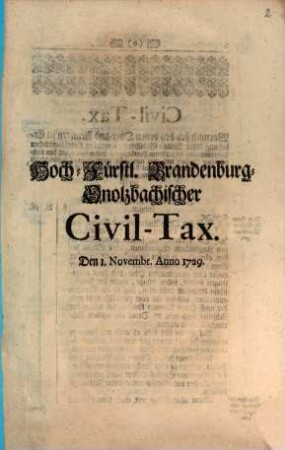 2
Hoch-Fürstl. Brandenburg-
Onolzbachischer
Civil-Tax.
Den 1. Novembr. Anno 1729.